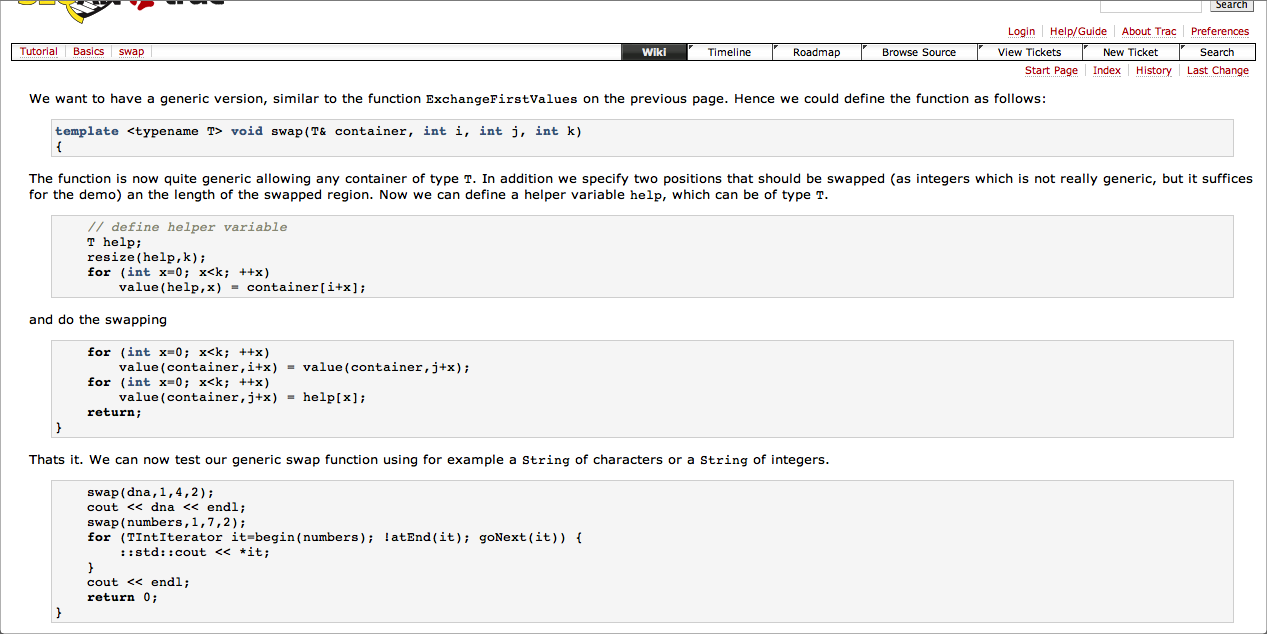 Search
Login Help/Guide About Trac Preferences
Tutorial Basics swap Wiki Timeline Roadmap Browse Source View Tickets New Ticket Search
Start Page Index History Last Change
We want to have a generic version, similar to the function ExchangeFirstValues on the previous page. Hence we could define the function as follows:
template <typename T> void swap(T& container, int i, int j, int k)
{
The function is now quite generic allowing any container of type T. In addition we specify two positions that should be swapped (as integers which is not really generic, but it suffices
for the demo) an the length of the swapped region. Now we can define a helper variable help, which can be of type T.
// define helper variable
T help;
resize(help,k);
for (int x=0; x<k; ++x)
value(help,x) = container[i+x];
and do the swapping
for (int x=0; x<k; ++x)
value(container,i+x) = value(container,j+x);
for (int x=0; x<k; ++x)
value(container,j+x) = help[x];
return;
}
Thats it. We can now test our generic swap function using for example a String of characters or a String of integers.
swap(dna,1,4,2);
cout << dna << endl;
swap(numbers,1,7,2);
for (TIntIterator it=begin(numbers); !atEnd(it); goNext(it)) {
::std::cout << *it;
}
cout << endl;
return 0;
}